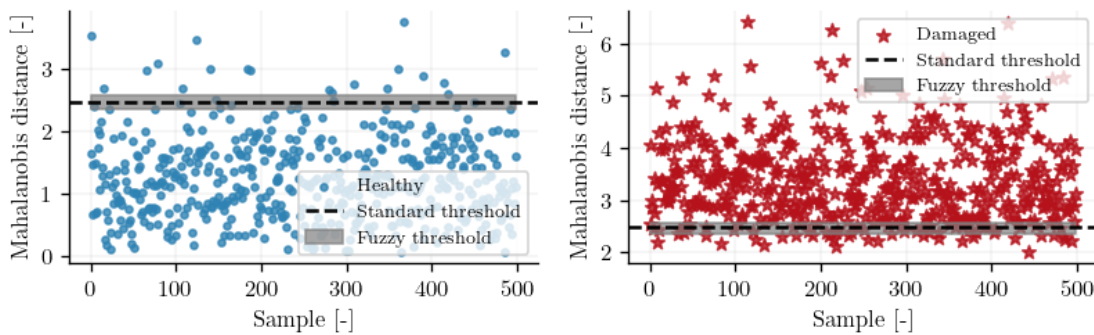 Mahalanobis distance [-]
3
2
1
0
Healthy
Standard threshold
Fuzzy threshold
0 100 200 300 400 500
Sample [-]
Mahalanobis distance [-]
6
5
4
3
2
Damaged
Standard threshold
Fuzzy threshold
0 100 200 300 400 500
Sample [-]